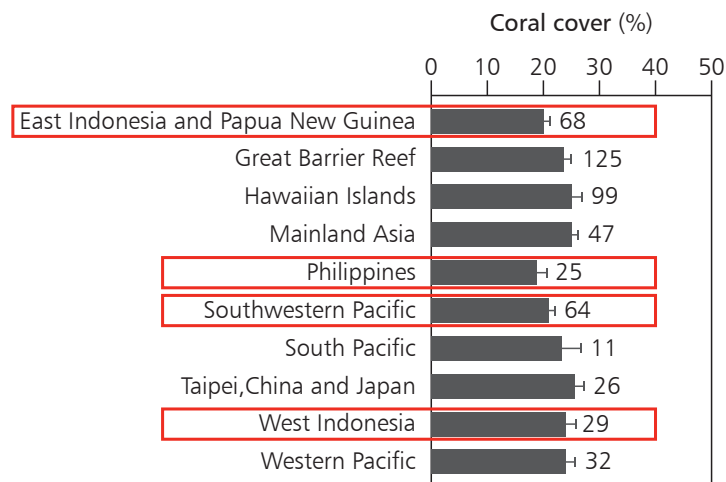 Coral cover (%)
0 10 20 30 40 50
East Indonesia and Papua New Guinea 68
Great Barrier Reef 125
Hawaiian Islands 99
Mainland Asia 47
Philippines 25
Southwestern Pacific 64
South Pacific 11
Taipei,China and Japan 26
West Indonesia 29
Western Pacific 32